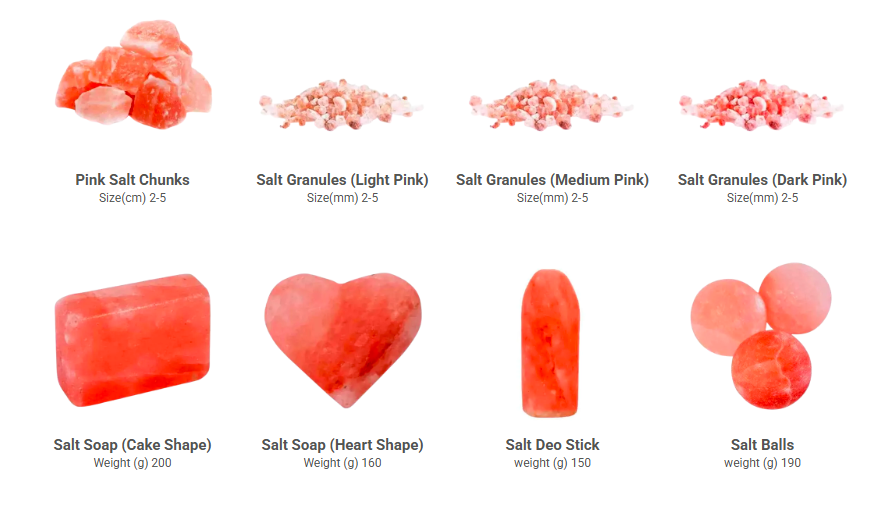 Pink Salt Chunks
Size(cm) 2-5
Salt Granules (Light Pink)
Size(mm) 2-5
Salt Granules (Medium Pink)
Size(mm) 2-5
Salt Granules (Dark Pink)
Size(mm) 2-5
Salt Soap (Cake Shape)
Weight (g) 200
Salt Soap (Heart Shape)
Weight (g) 160
Salt Deo Stick
weight (g) 150
Salt Balls
weight (g) 190